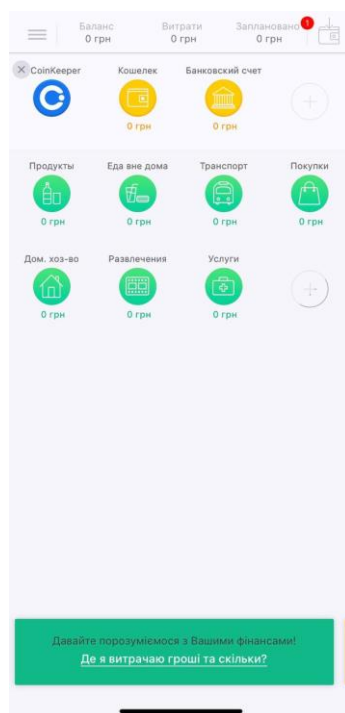 Баланс Витрати Заплановано 1
0 грн 0 грн 0 грн
CoinKeeper Кошелек Банковский счет
0 грн 0 грн
Продукты Еда вне дома Транспорт Покупки
0 грн 0 грн 0 грн 0 грн
Дом. хоз-во Развлечения Услуги
0 грн 0 грн 0 грн
Давайте порозуміємося з Вашими фінансами!
Де я витрачаю гроші та скільки?